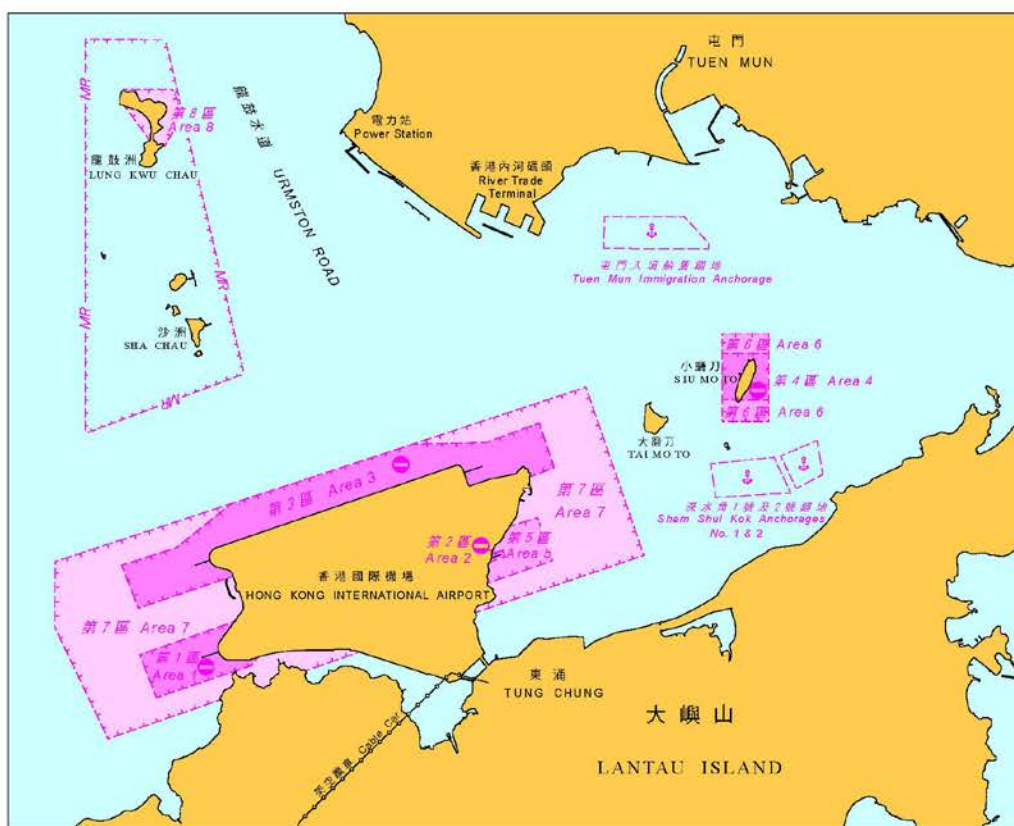 屯門
TUEN MUN
MR
第8區
Area 8
龍鼓水道 URMSTON ROAD
電力站
Power Station
龍鼓洲
LUNG KWU CHAU
香港內河碼頭
River Trade
Terminal
屯門入境船隻錨地
Tuen Mun Immigration Anchorage
MR
MR
沙洲
SHA CHAU
MR
第6區 Area 6
小磨刀
SIU MO TO
第4區 Area 4
第6區 Area 6
大磨刀
TAI MO TO
第3區 Area 3
第7區
Area 7
深水角1號及2號錨地
Sham Shui Kok Anchorages
No. 1 & 2
第2區
Area 2
第5區
Area 5
香港國際機場
HONG KONG INTERNATIONAL AIRPORT
第7區 Area 7
第1區
Area 1
東涌
TUNG CHUNG
大嶼山
LANTAU ISLAND
架空纜車 Cable Car